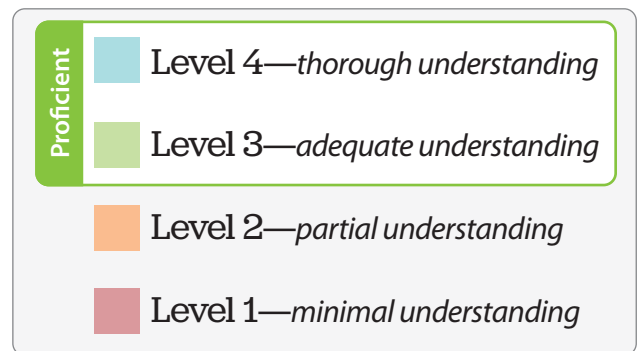 Proficient
Level 4—thorough understanding
Level 3—adequate understanding
Level 2—partial understanding
Level 1—minimal understanding